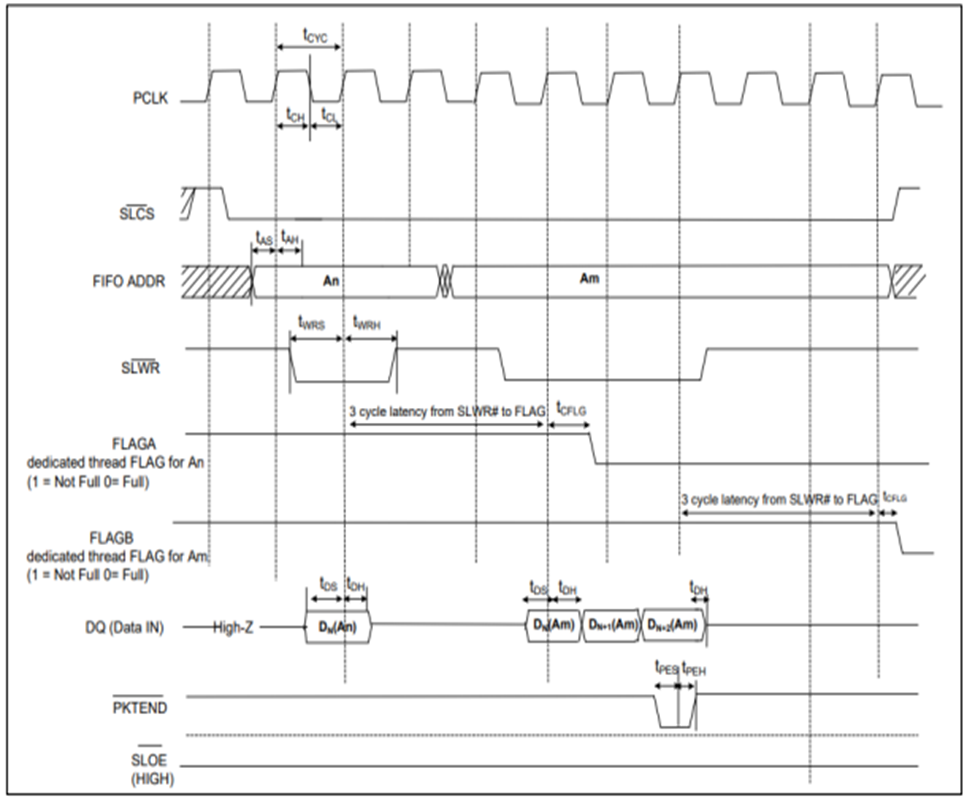 tCYC
PCLK
tCH tCL
SLCS
tAS tAH
FIFO ADDR An Am
tWRS tWRH
SLWR
3 cycle latency from SLWR# to FLAG tCFLG
FLAGA
dedicated thread FLAG for An
(1 = Not Full 0= Full)
3 cycle latency from SLWR# to FLAG tCFLG
FLAGB
dedicated thread FLAG for Am
(1 = Not Full 0= Full)
tDS tDH tDS tDH tDH
DQ (Data IN) High-Z DN(An) DN(Am) DN+1(Am) DN+2(Am)
tPES tPEH
PKTEND
SLOE
(HIGH)